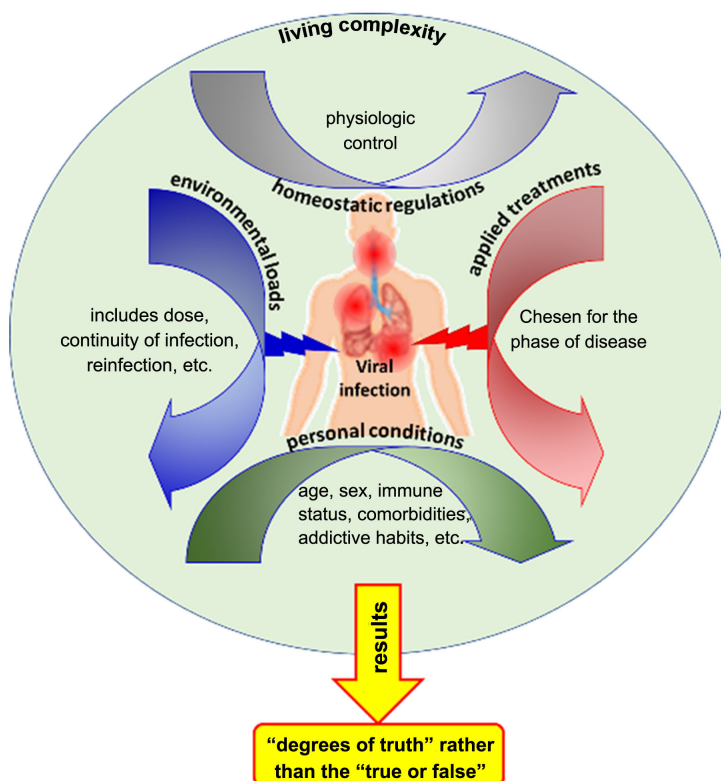 living complexity
physiologic
control
homeostatic regulations
environmental loads
applied treatments
includes dose,
continuity of infection,
reinfection, etc.
Chesen for the
phase of disease
Viral
infection
personal conditions
age, sex, immune
status, comorbidities,
addictive habits, etc.
results
“degrees of truth” rather
than the “true or false”